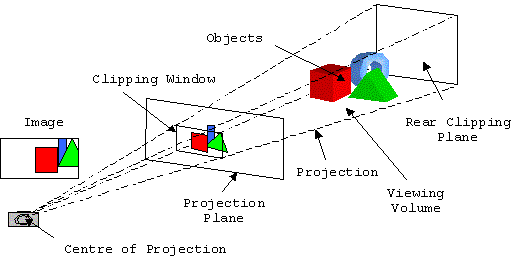 Objects
Clipping Window
Image
Rear Clipping
Plane
Projection
Viewing
Volume
Projection
Plane
Centre of Projection